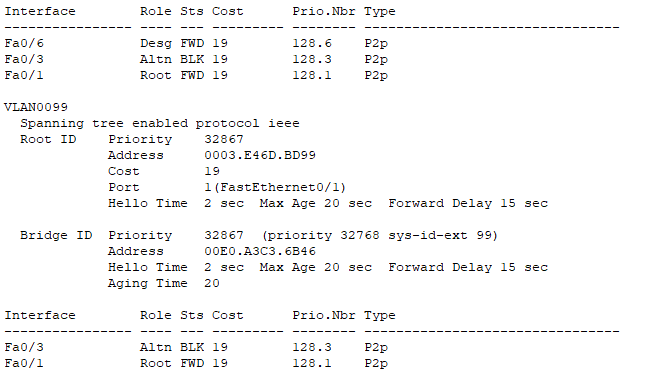 Interface        Role Sts Cost      Prio.Nbr Type
---------------- ---- --- --------- -------- --------------------------------
Fa0/6            Desg FWD 19        128.6    P2p
Fa0/3            Altn BLK 19        128.3    P2p
Fa0/1            Root FWD 19        128.1    P2p
VLAN0099
  Spanning tree enabled protocol ieee
  Root ID    Priority    32867
             Address     0003.E46D.BD99
             Cost        19
             Port        1(FastEthernet0/1)
             Hello Time  2 sec  Max Age 20 sec  Forward Delay 15 sec
  Bridge ID  Priority    32867  (priority 32768 sys-id-ext 99)
             Address     00E0.A3C3.6B46
             Hello Time  2 sec  Max Age 20 sec  Forward Delay 15 sec
             Aging Time  20
Interface        Role Sts Cost      Prio.Nbr Type
---------------- ---- --- --------- -------- --------------------------------
Fa0/3            Altn BLK 19        128.3    P2p
Fa0/1            Root FWD 19        128.1    P2p